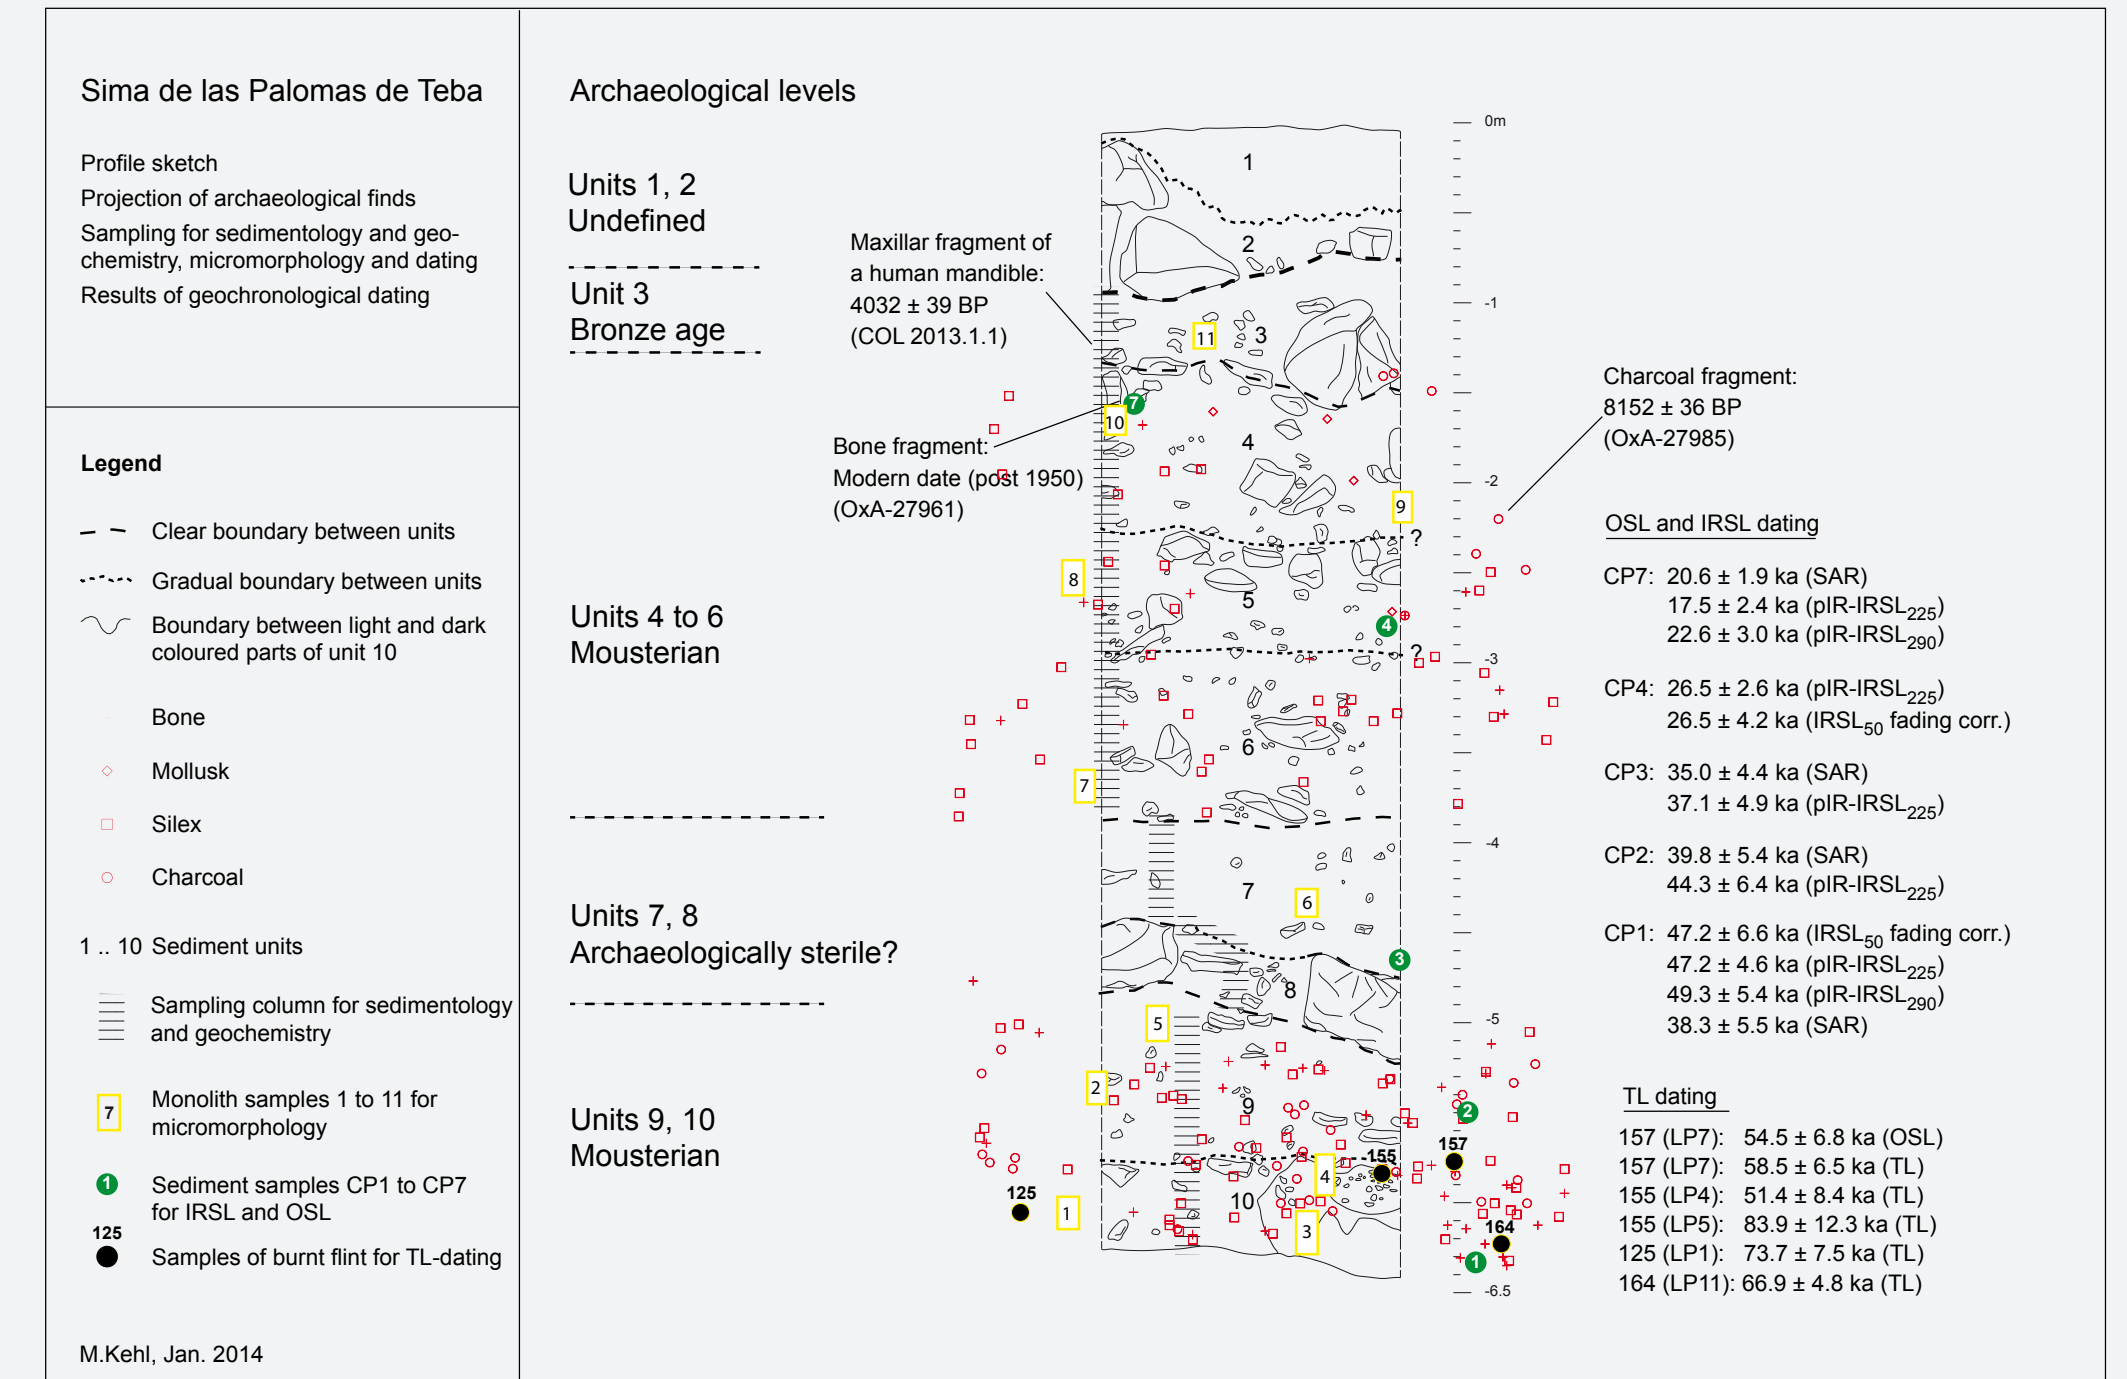 Sima de las Palomas de Teba
Profile sketch
Projection of archaeological finds
Sampling for sedimentology and geo-
chemistry, micromorphology and dating
Results of geochronological dating
Legend
Clear boundary between units
Gradual boundary between units
Boundary between light and dark
coloured parts of unit 10
Bone
Mollusk
Silex
Charcoal
1 .. 10 Sediment units
Sampling column for sedimentology
and geochemistry
7
Monolith samples 1 to 11 for
micromorphology
1
Sediment samples CP1 to CP7
for IRSL and OSL
125
Samples of burnt flint for TL-dating
M.Kehl, Jan. 2014
Archaeological levels
Units 1, 2
Undefined
Unit 3
Bronze age
Units 4 to 6
Mousterian
Units 7, 8
Archaeologically sterile?
Units 9, 10
Mousterian
Maxillar fragment of
a human mandible:
4032 ± 39 BP
(COL 2013.1.1)
Bone fragment:
Modern date (post 1950)
(OxA-27961)
1
2
3
11
7
10
4
9
?
8
5
4
?
6
7
7
6
3
8
5
2
9
2
157
155
4
125
1
10
3
164
1
0m
-1
-2
-3
-4
-5
-6.5
Charcoal fragment:
8152 ± 36 BP
(OxA-27985)
OSL and IRSL dating
CP7: 20.6 ± 1.9 ka (SAR)
17.5 ± 2.4 ka (pIR-IRSL225)
22.6 ± 3.0 ka (pIR-IRSL290)
CP4: 26.5 ± 2.6 ka (pIR-IRSL225)
26.5 ± 4.2 ka (IRSL50 fading corr.)
CP3: 35.0 ± 4.4 ka (SAR)
37.1 ± 4.9 ka (pIR-IRSL225)
CP2: 39.8 ± 5.4 ka (SAR)
44.3 ± 6.4 ka (pIR-IRSL225)
CP1: 47.2 ± 6.6 ka (IRSL50 fading corr.)
47.2 ± 4.6 ka (pIR-IRSL225)
49.3 ± 5.4 ka (pIR-IRSL290)
38.3 ± 5.5 ka (SAR)
TL dating
157 (LP7): 54.5 ± 6.8 ka (OSL)
157 (LP7): 58.5 ± 6.5 ka (TL)
155 (LP4): 51.4 ± 8.4 ka (TL)
155 (LP5): 83.9 ± 12.3 ka (TL)
125 (LP1): 73.7 ± 7.5 ka (TL)
164 (LP11): 66.9 ± 4.8 ka (TL)